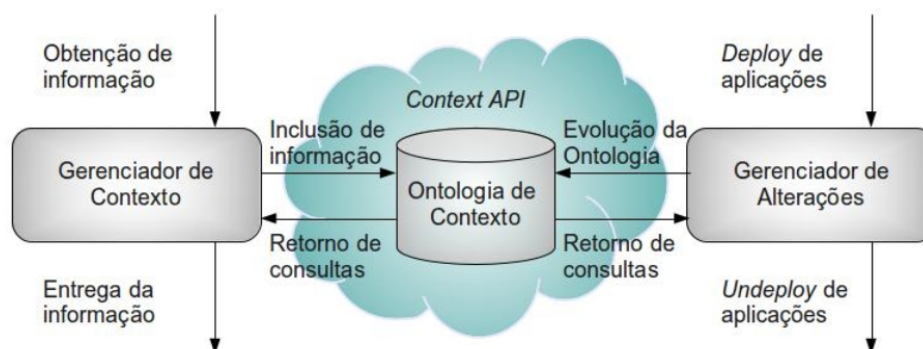 Obtenção de
informação
Gerenciador de
Contexto
Entrega da
informação
Context API
Inclusão de
informação
Retorno de
consultas
Ontologia de
Contexto
Evolução da
Ontologia
Retorno de
consultas
Deploy de
aplicações
Gerenciador de
Alterações
Undeploy de
aplicações